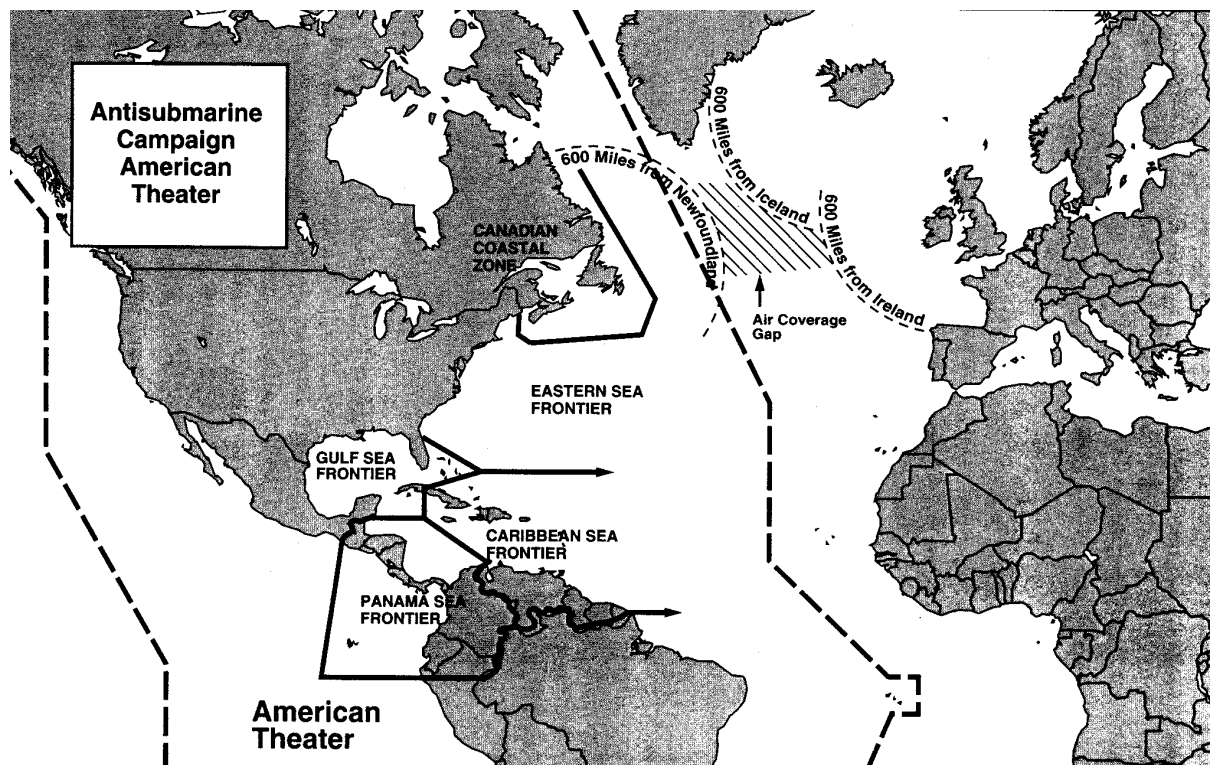 Antisubmarine
Campaign
American
Theater
600 Miles from Newfoundland
600 Miles from Iceland
600 Miles from Ireland
CANADIAN
COASTAL
ZONE
Air Coverage
Gap
EASTERN SEA
FRONTIER
GULF SEA
FRONTIER
CARIBBEAN SEA
FRONTIER
PANAMA SEA
FRONTIER
American
Theater